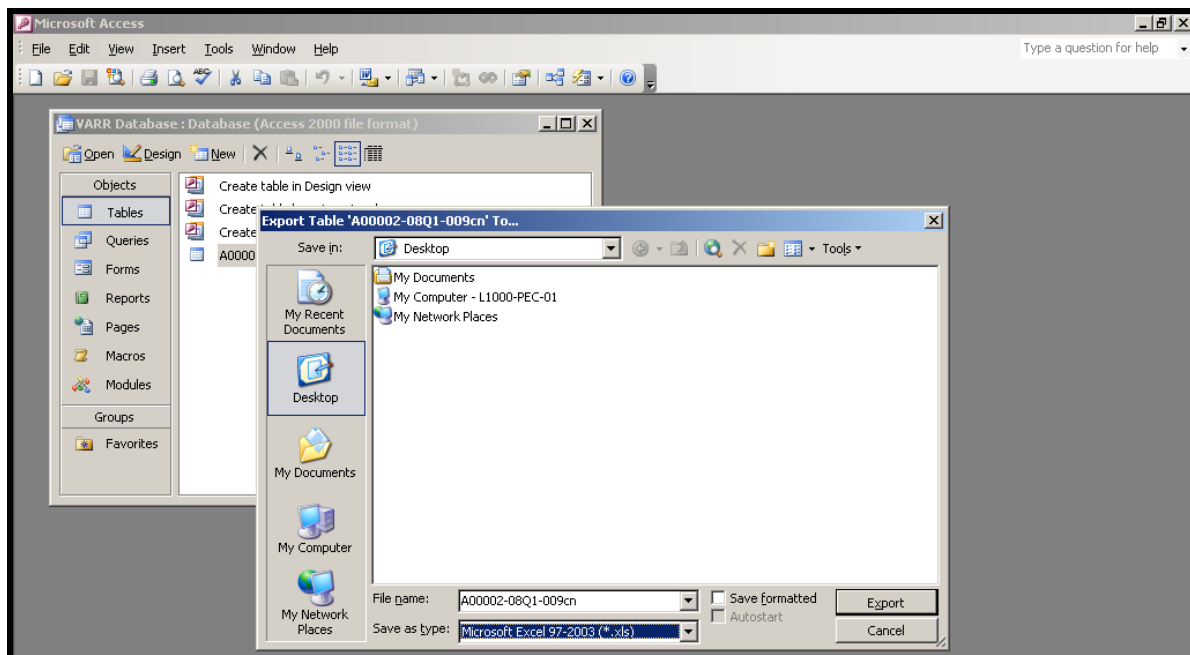 Microsoft Access
File Edit View Insert Tools Window Help
Type a question for help
VARR Database : Database (Access 2000 file format)
Open Design New
Objects
Tables
Queries
Forms
Reports
Pages
Macros
Modules
Groups
Favorites
Create table in Design view
Create
Create
A0000
Export Table 'A00002-08Q1-009cn' To...
Save in: Desktop Tools
My Recent
Documents
Desktop
My Documents
My Computer
My Network
Places
My Documents
My Computer - L1000-PEC-01
My Network Places
File name: A00002-08Q1-009cn
Save as type: Microsoft Excel 97-2003 (*.xls)
Save formatted
Autostart
Export
Cancel